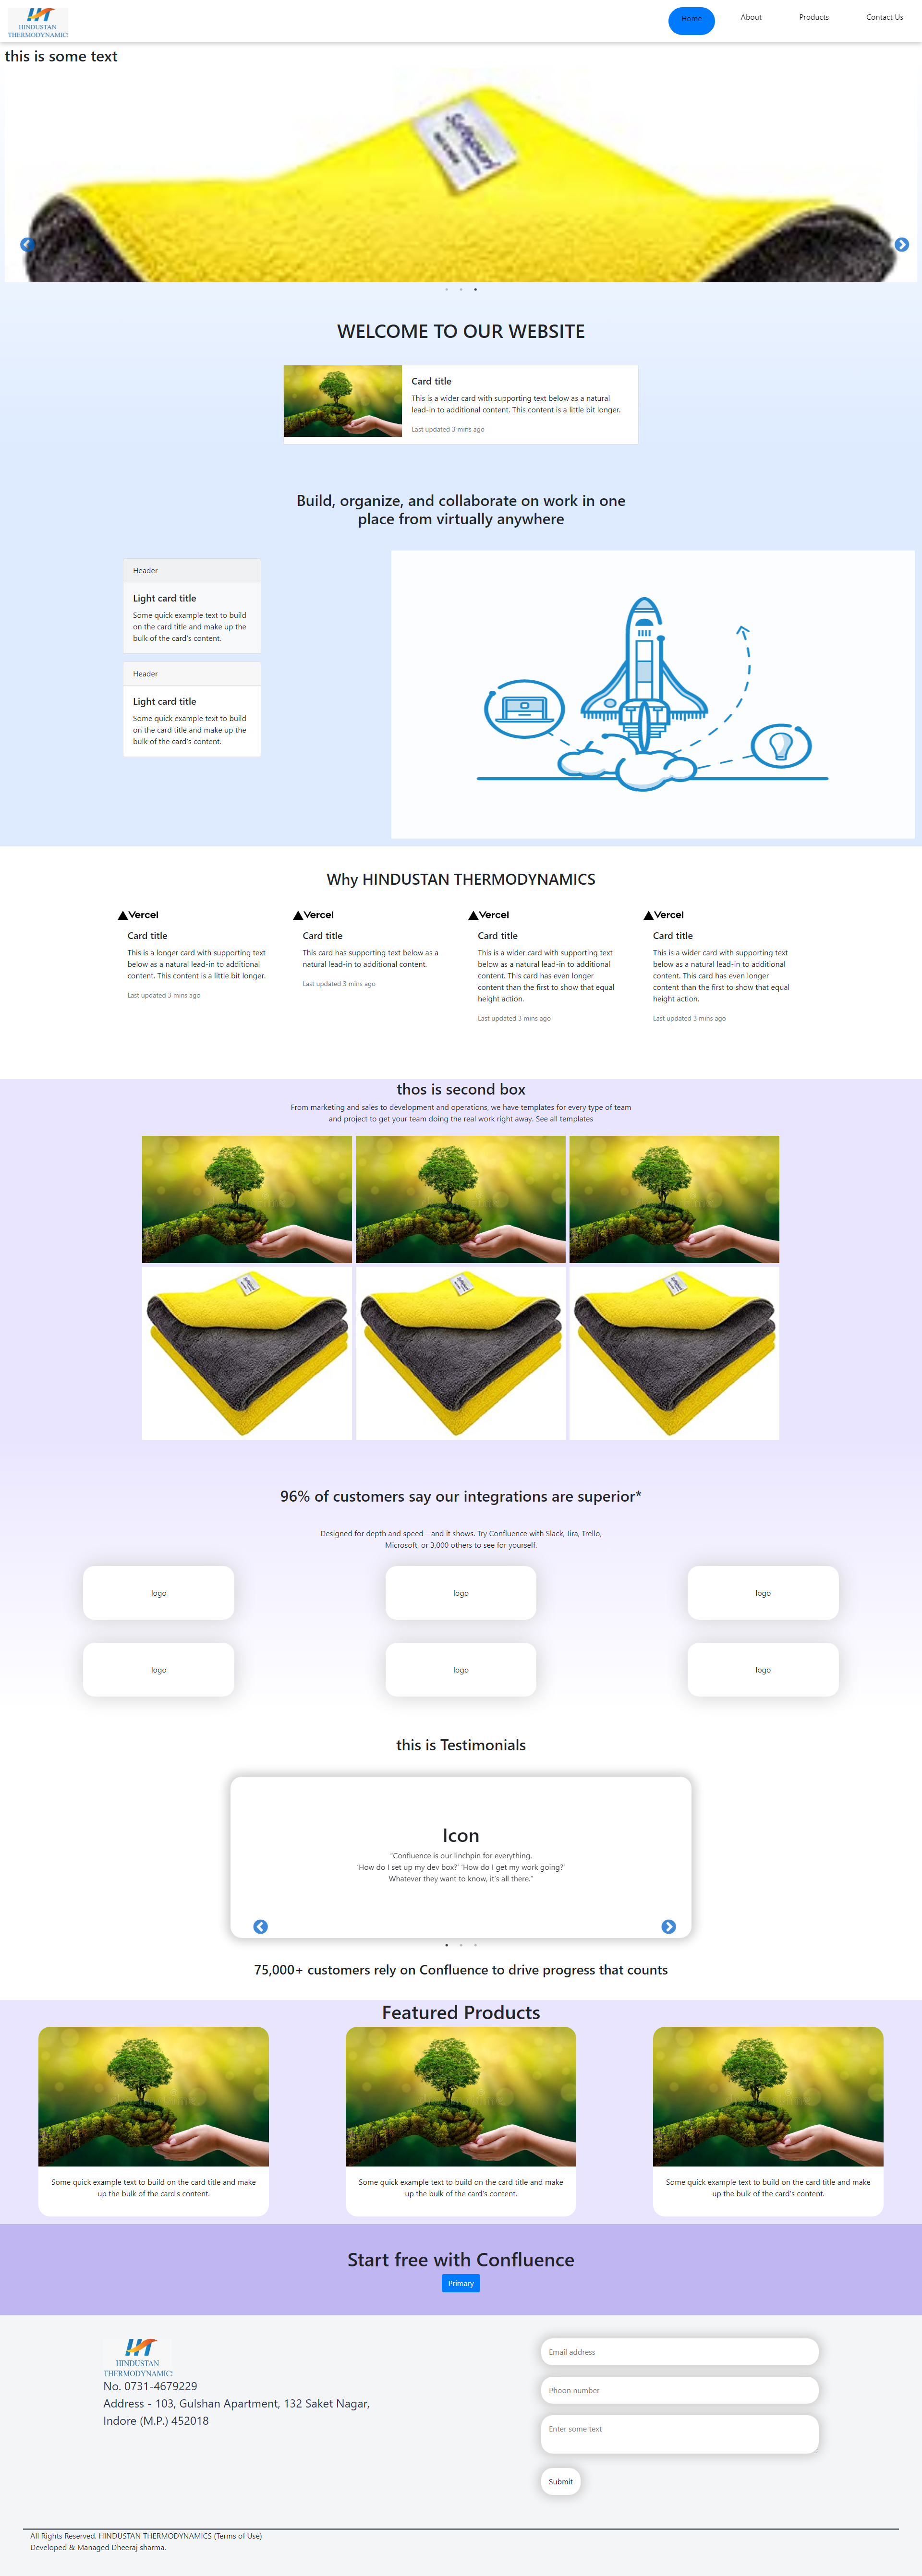 HINDUSTAN
THERMODYNAMICS
Home
About
Products
Contact Us
this is some text
WELCOME TO OUR WEBSITE
Card title
This is a wider card with supporting text below as a natural
lead-in to additional content. This content is a little bit longer.
Last updated 3 mins ago
Build, organize, and collaborate on work in one
place from virtually anywhere
Header
Light card title
Some quick example text to build
on the card title and make up the
bulk of the card's content.
Header
Light card title
Some quick example text to build
on the card title and make up the
bulk of the card's content.
Why HINDUSTAN THERMODYNAMICS
Vercel
Card title
This is a longer card with supporting text
below as a natural lead-in to additional
content. This content is a little bit longer.
Last updated 3 mins ago
Vercel
Card title
This card has supporting text below as a
natural lead-in to additional content.
Last updated 3 mins ago
Vercel
Card title
This is a wider card with supporting text
below as a natural lead-in to additional
content. This card has even longer
content than the first to show that equal
height action.
Last updated 3 mins ago
Vercel
Card title
This is a wider card with supporting text
below as a natural lead-in to additional
content. This card has even longer
content than the first to show that equal
height action.
Last updated 3 mins ago
thos is second box
From marketing and sales to development and operations, we have templates for every type of team
and project to get your team doing the real work right away. See all templates
96% of customers say our integrations are superior*
Designed for depth and speed—and it shows. Try Confluence with Slack, Jira, Trello,
Microsoft, or 3,000 others to see for yourself.
logo
logo
logo
logo
logo
logo
this is Testimonials
Icon
"Confluence is our linchpin for everything.
'How do I set up my dev box?' 'How do I get my work going?'
Whatever they want to know, it's all there."
75,000+ customers rely on Confluence to drive progress that counts
Featured Products
Some quick example text to build on the card title and make
up the bulk of the card's content.
Some quick example text to build on the card title and make
up the bulk of the card's content.
Some quick example text to build on the card title and make
up the bulk of the card's content.
Start free with Confluence
Primary
HINDUSTAN
THERMODYNAMICS
No. 0731-4679229
Address - 103, Gulshan Apartment, 132 Saket Nagar,
Indore (M.P.) 452018
Email address
Phoon number
Enter some text
Submit
All Rights Reserved, HINDUSTAN THERMODYNAMICS (Terms of Use)
Developed & Managed Dheeraj sharma.